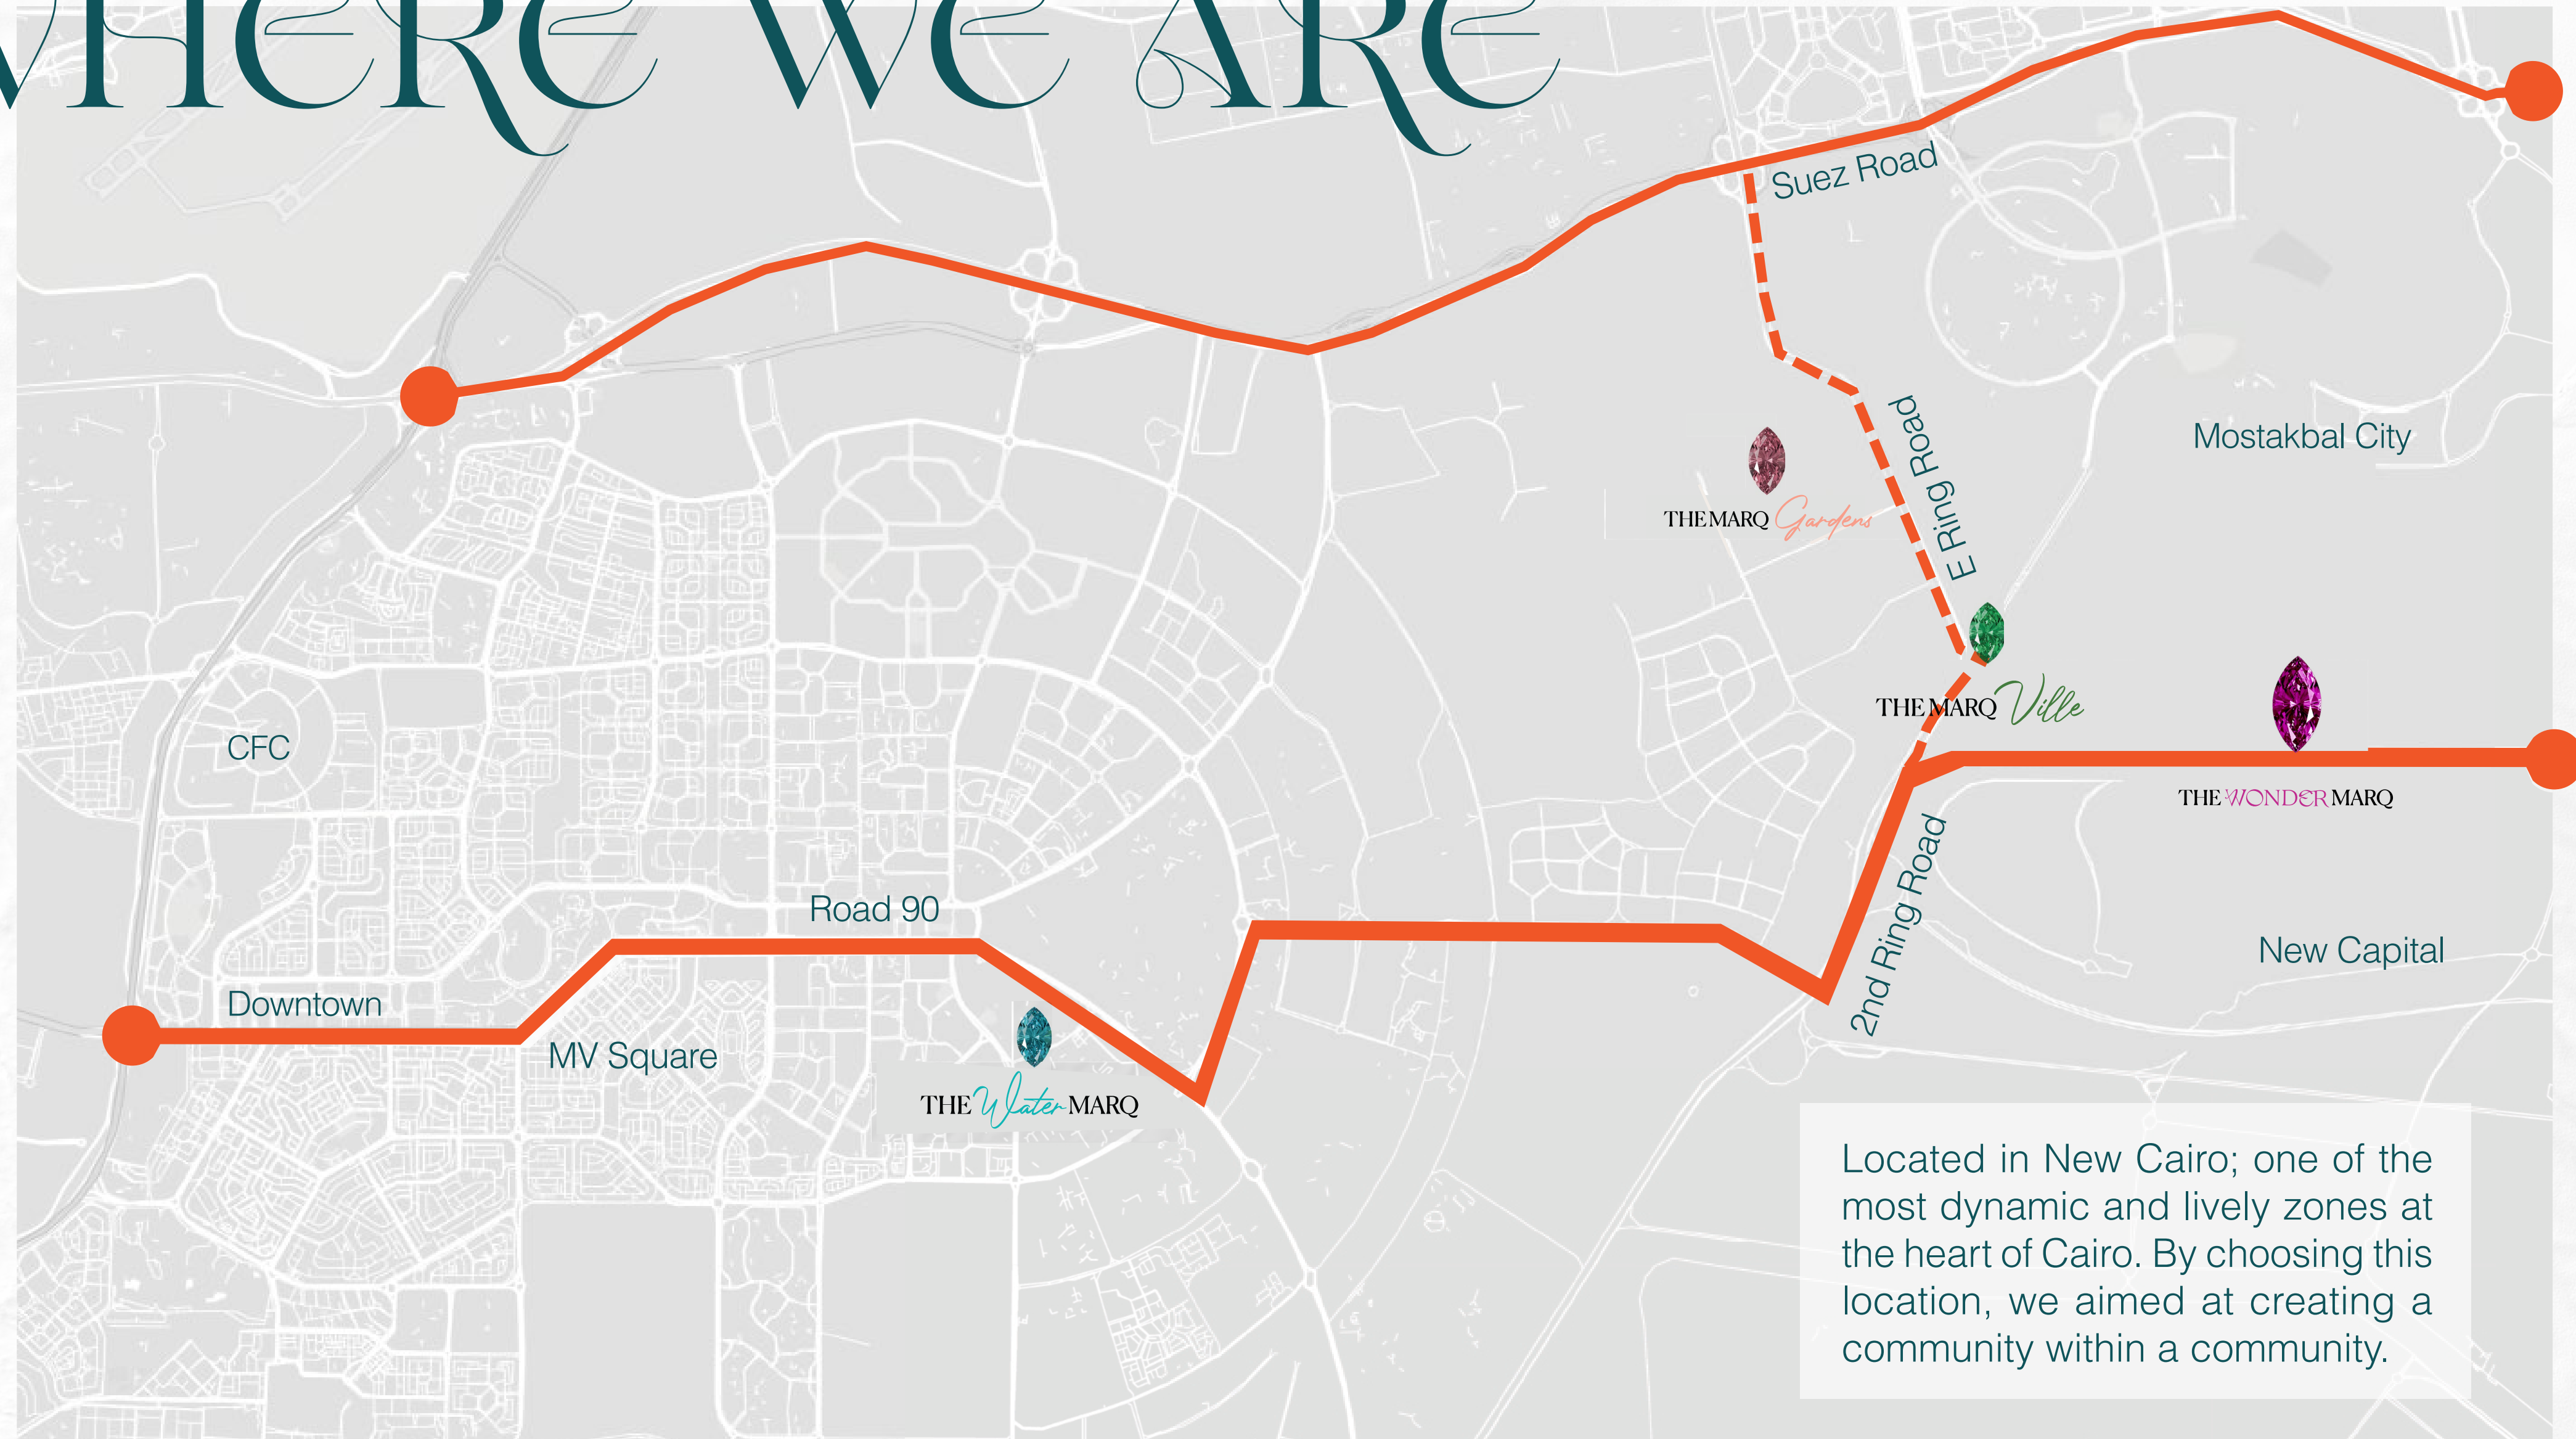 WHERE WE ARE
Suez Road
Mostakbal City
E Ring Road
THE MARQ Gardens
THE MARQ Ville
THE WONDER MARQ
CFC
2nd Ring Road
Road 90
New Capital
Downtown
MV Square
THE Water MARQ
Located in New Cairo; one of the
most dynamic and lively zones at
the heart of Cairo. By choosing this
location, we aimed at creating a
community within a community.